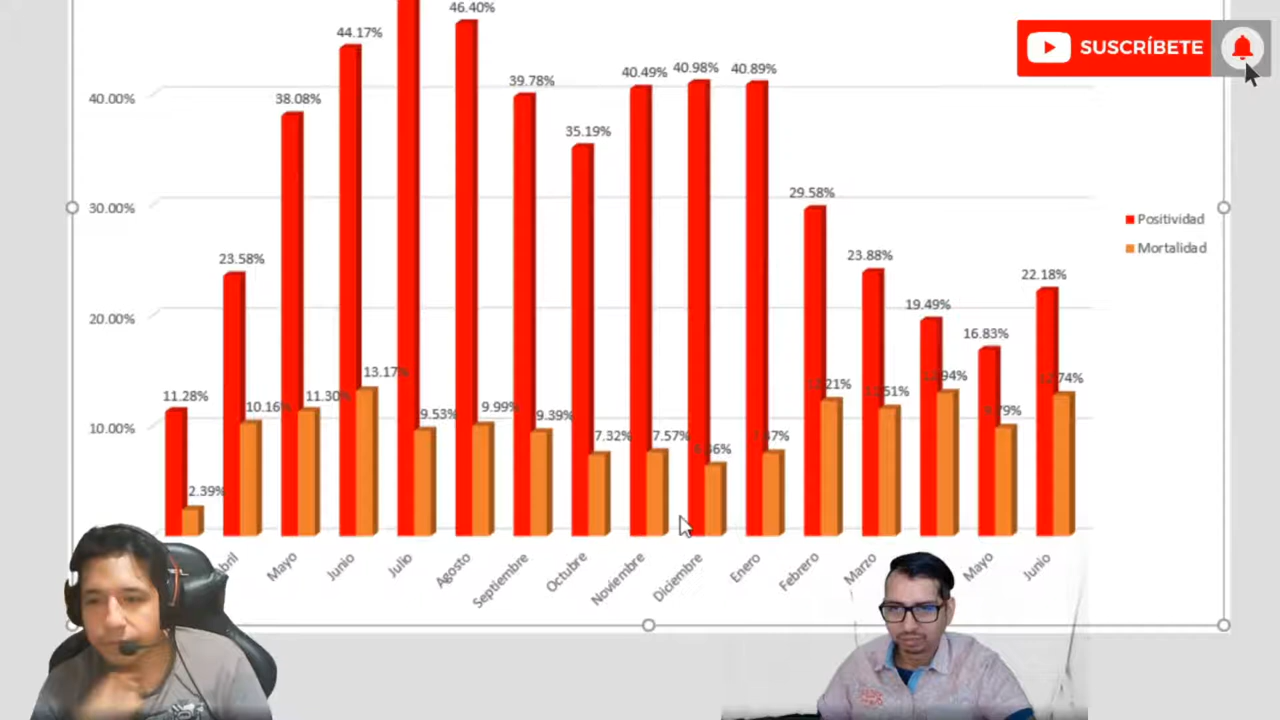 46.40%
SUSCRÍBETE
44.17%
40.49%
40.98%
40.89%
39.78%
40.00%
38.08%
35.19%
29.58%
30.00%
Positividad
Mortalidad
23.58%
23.88%
22.18%
19.49%
20.00%
16.83%
13.17%
11.28%
10.16%
11.30%
9.53%
9.99%
9.39%
10.00%
7.32%
7.57%
2.39%
Mayo
Junio
Julio
Agosto
Septiembre
Octubre
Noviembre
Diciembre
Enero
Febrero
Marzo
Mayo
Junio